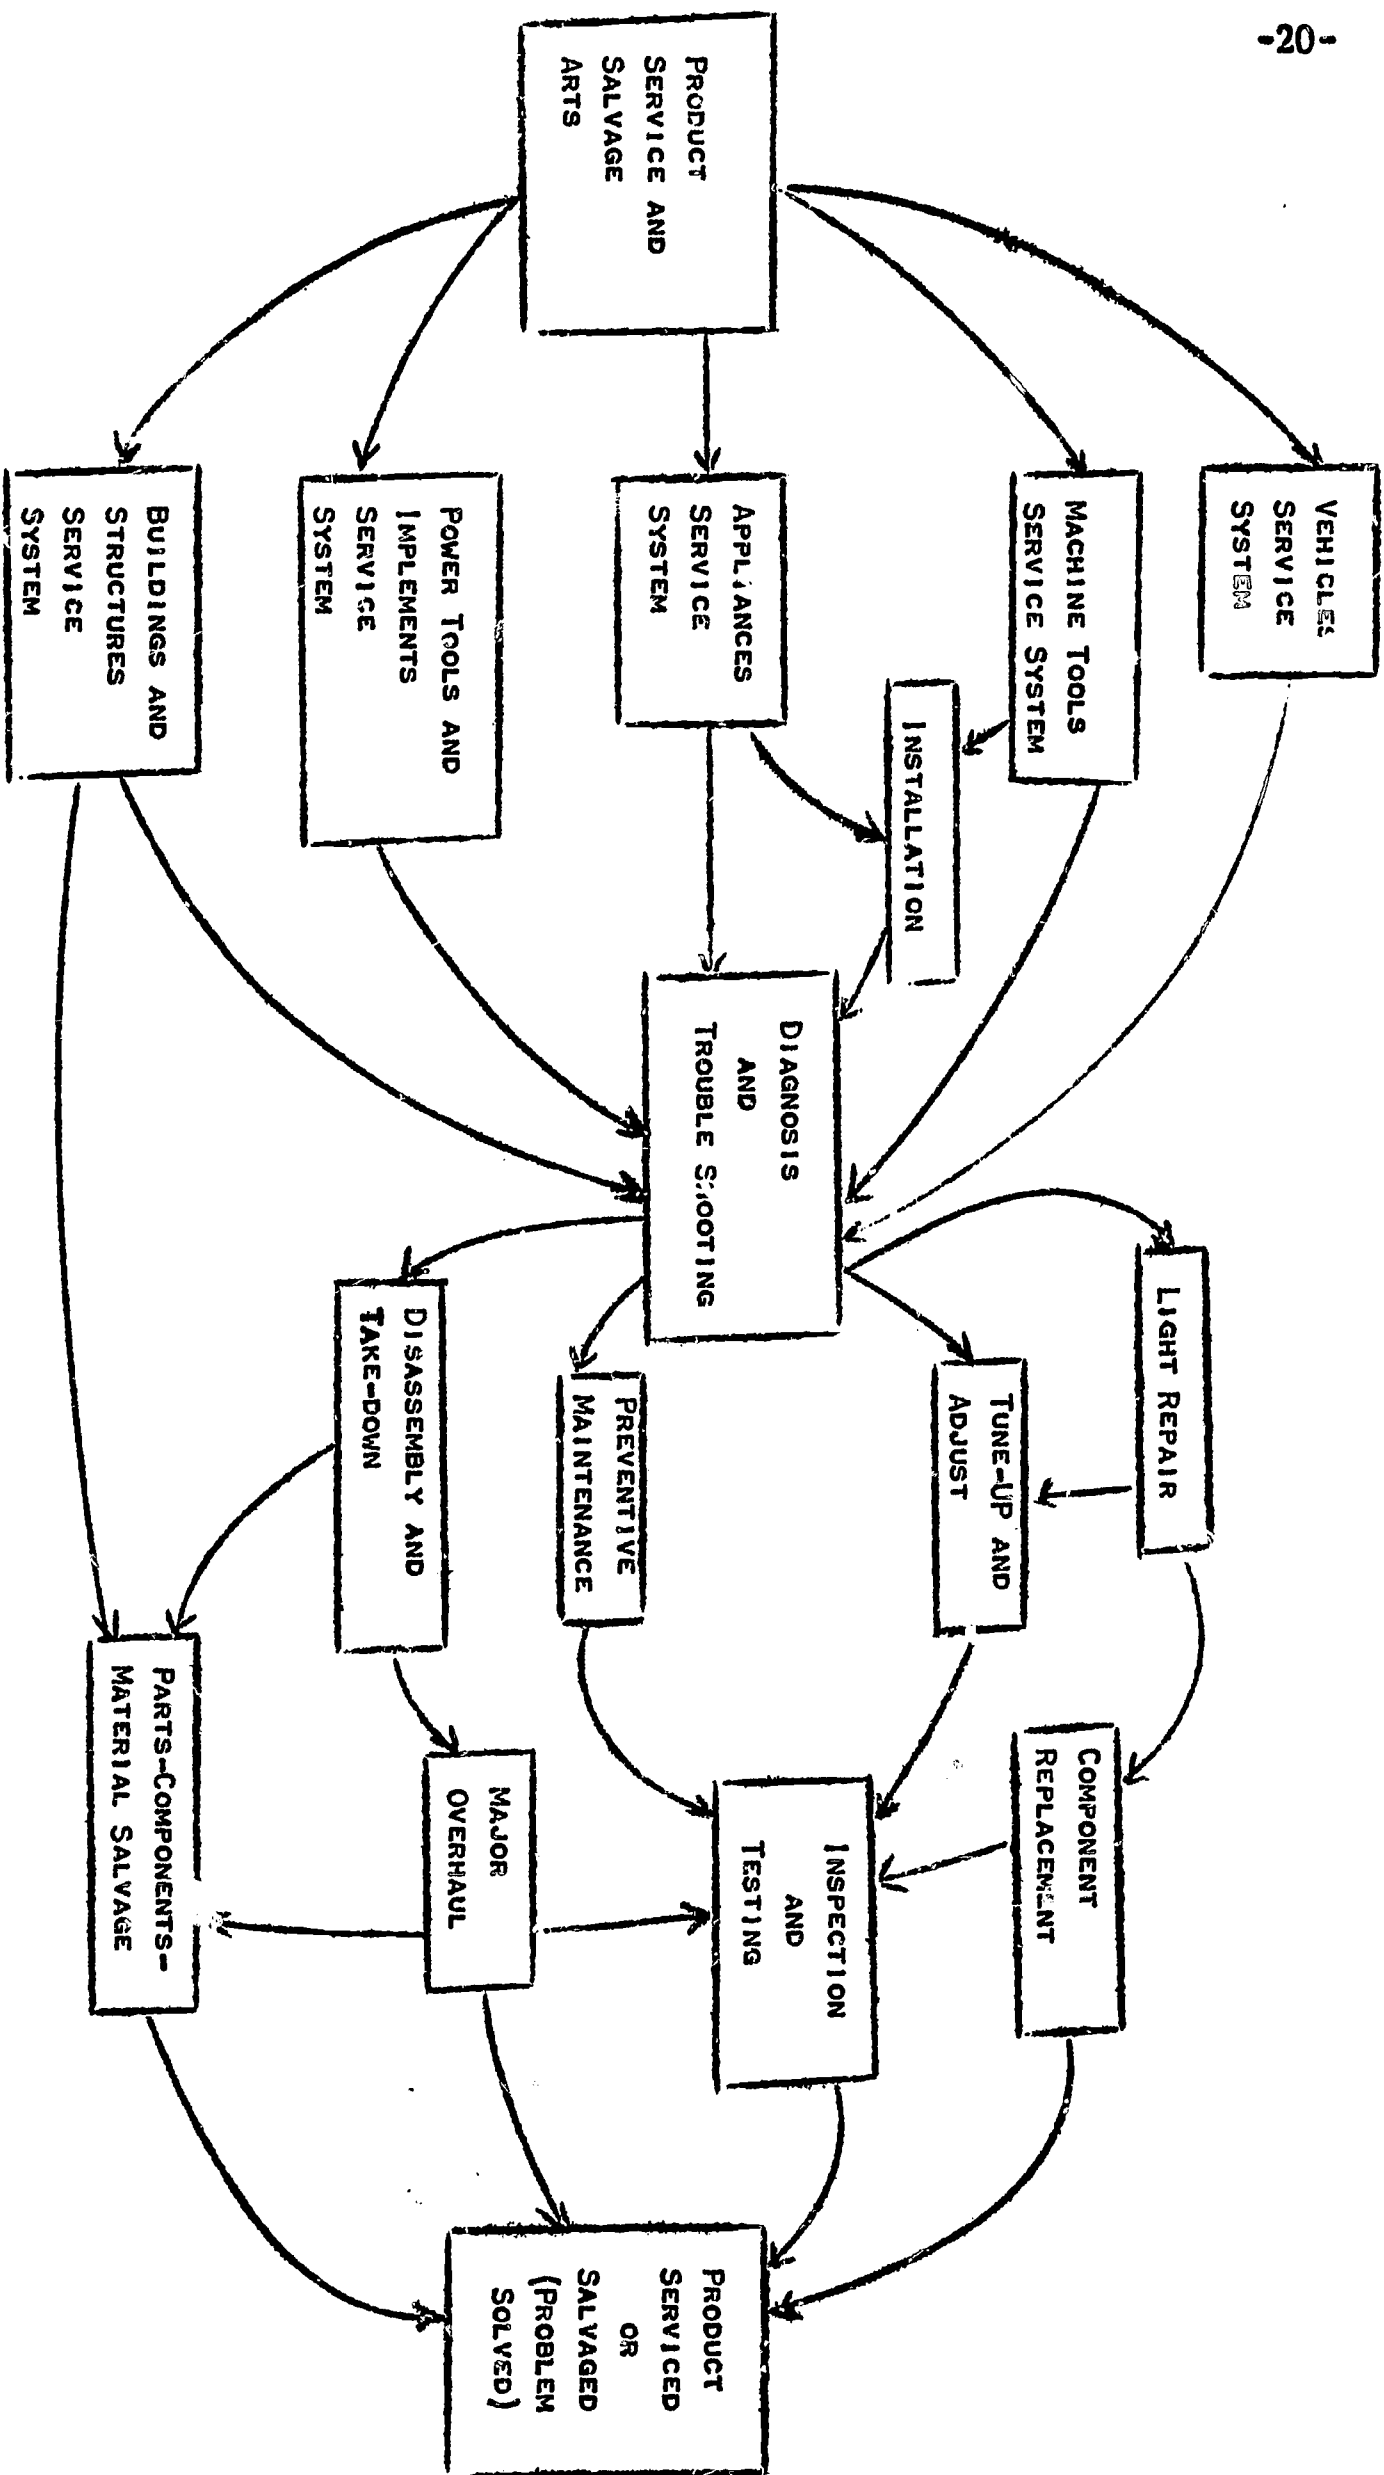 -20-
PRODUCT
SERVICE AND
SALVAGE
ARTS
VEHICLES
SERVICE
SYSTEM
MACHINE TOOLS
SERVICE SYSTEM
INSTALLATION
APPLIANCES
SERVICE
SYSTEM
POWER TOOLS AND
IMPLEMENTS
SERVICE
SYSTEM
BUILDINGS AND
STRUCTURES
SERVICE
SYSTEM
DIAGNOSIS
AND
TROUBLE SHOOTING
LIGHT REPAIR
TUNE-UP AND
ADJUST
PREVENTIVE
MAINTENANCE
DISASSEMBLY AND
TAKE-DOWN
COMPONENT
REPLACEMENT
INSPECTION
AND
TESTING
MAJOR
OVERHAUL
PARTS-COMPONENTS-
MATERIAL SALVAGE
PRODUCT
SERVICED
OR
SALVAGED
(PROBLEM
SOLVED)